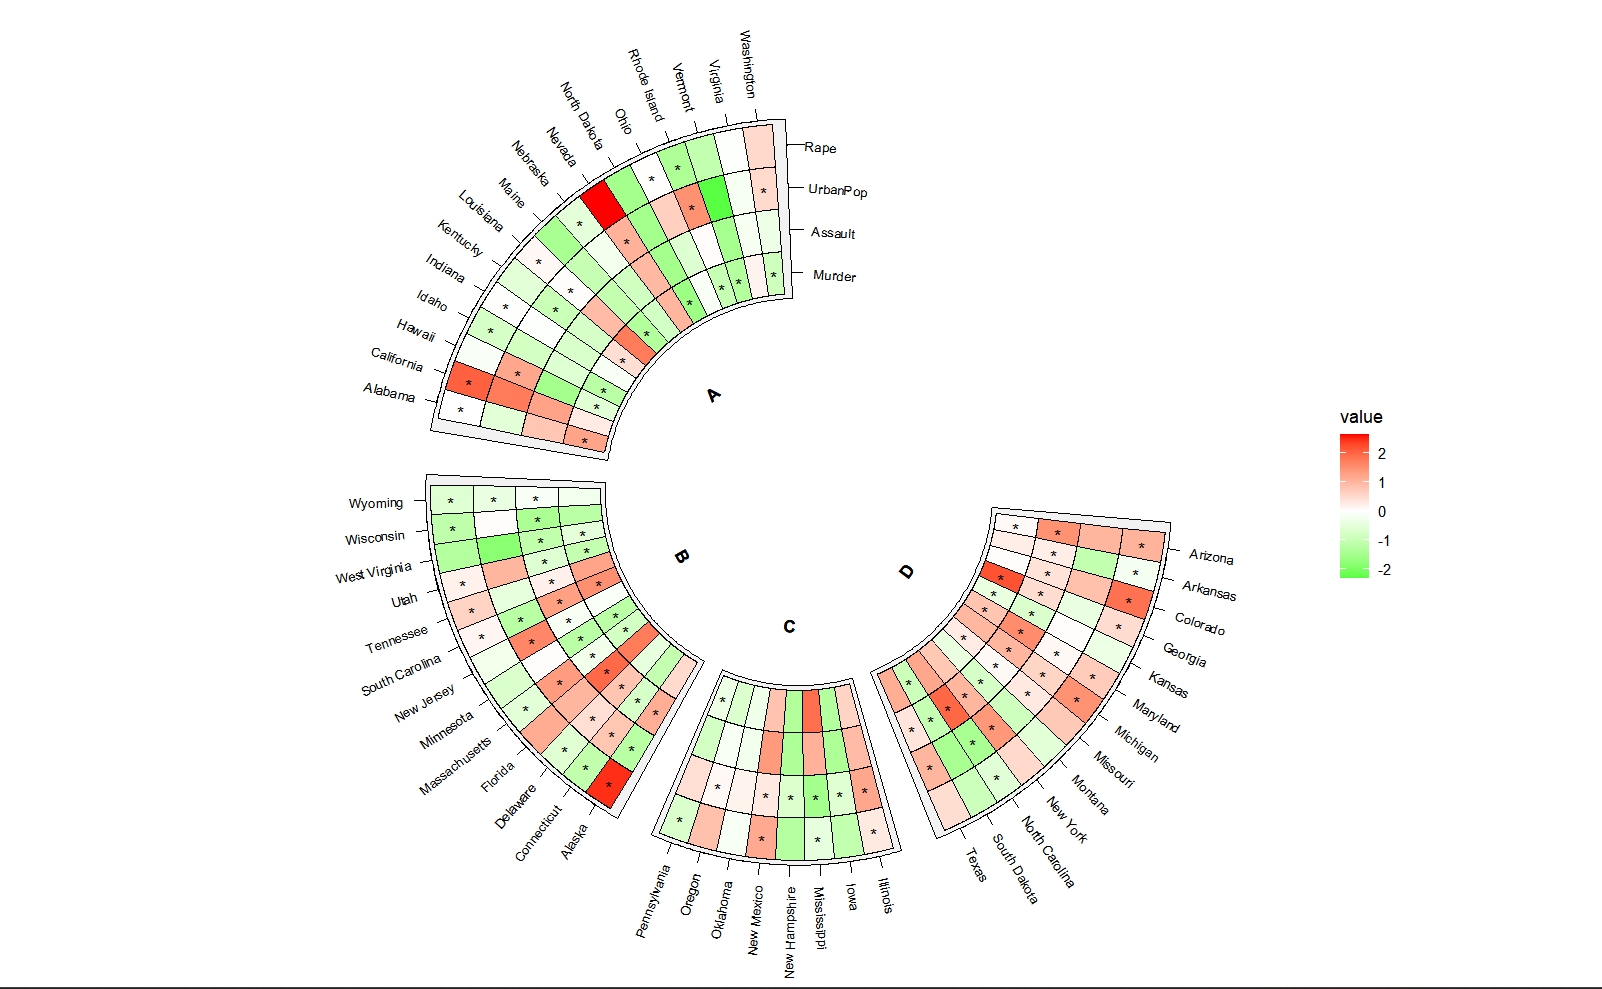 Washington
Virginia
Vermont
Rhode Island
Ohio
North Dakota
Nevada
Nebraska
Maine
Louisiana
Kentucky
Indiana
Idaho
Hawaii
California
Alabama
Rape
UrbanPop
Assault
Murder
A
Wyoming
Wisconsin
West Virginia
Utah
Tennessee
South Carolina
New Jersey
Minnesota
Massachusetts
Florida
Delaware
Connecticut
Alaska
B
Pennsylvania
Oregon
Oklahoma
New Mexico
New Hampshire
Mississippi
Iowa
Illinois
C
Arizona
Arkansas
Colorado
Georgia
Kansas
Maryland
Michigan
Missouri
Montana
New York
North Carolina
South Dakota
Texas
D
value
2
1
0
-1
-2